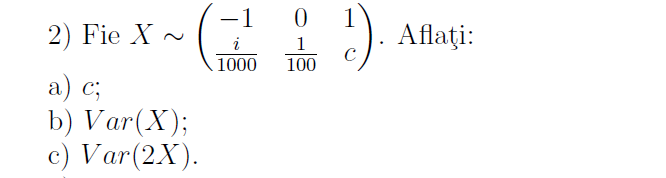 2) Fie X ∼ ( −1 0 1 ; i/1000 1/100 c ). Aflaţi:
a) c;
b) Var(X);
c) Var(2X).